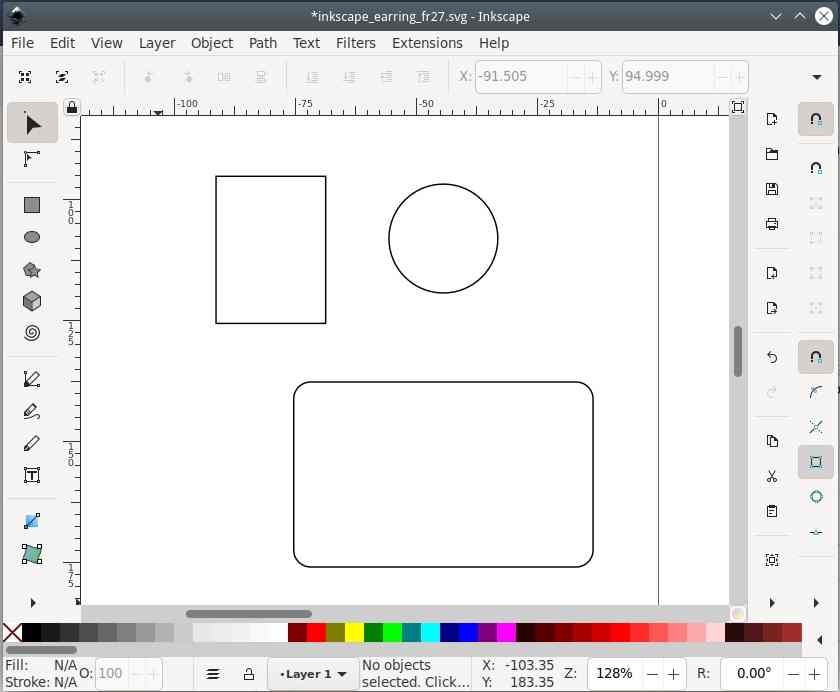 *inkscape_earring_fr27.svg - Inkscape
File Edit View Layer Object Path Text Filters Extensions Help
X: -91.505 − + Y: 94.999 − +
-100 -75 -50 -25 0
100
125
150
175
Fill: N/A O: 100 − + •Layer 1 No objects X: -103.35 Z: 128% − + R: 0.00° − +
Stroke: N/A selected. Click... Y: 183.35